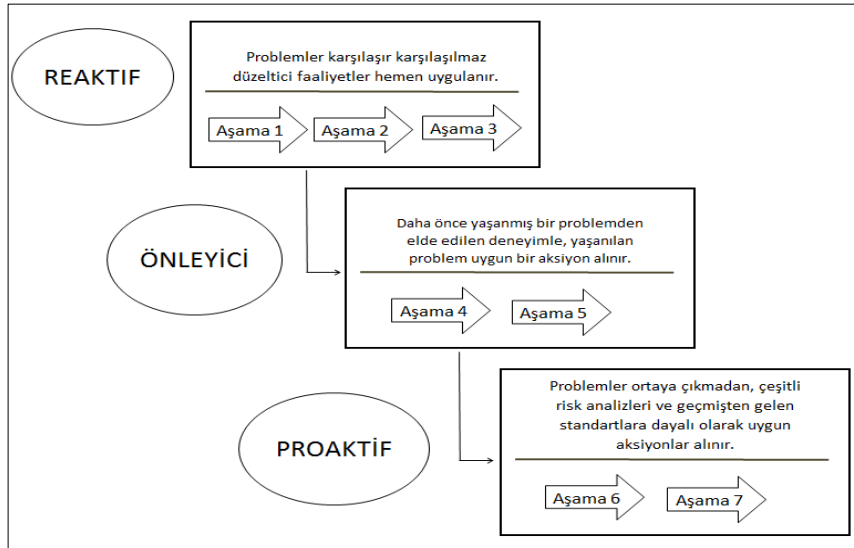 REAKTIF
Problemler karşılaşır karşılaşılmaz
düzeltici faaliyetler hemen uygulanır.
Aşama 1
Aşama 2
Aşama 3
ÖNLEYİCİ
Daha önce yaşanmış bir problemden
elde edilen deneyimle, yaşanılan
problem uygun bir aksiyon alınır.
Aşama 4
Aşama 5
PROAKTİF
Problemler ortaya çıkmadan, çeşitli
risk analizleri ve geçmişten gelen
standartlara dayalı olarak uygun
aksiyonlar alınır.
Aşama 6
Aşama 7